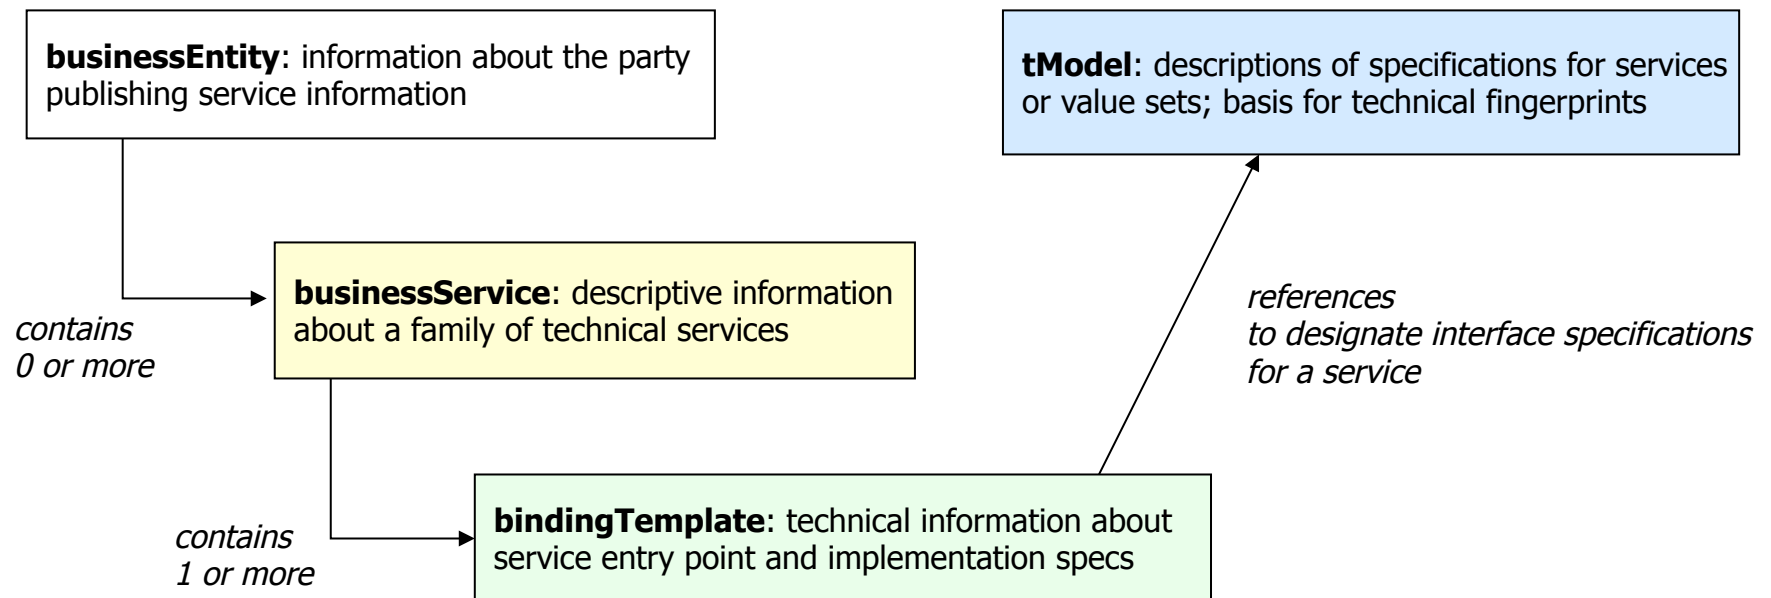 businessEntity: information about the party
publishing service information
tModel: descriptions of specifications for services
or value sets; basis for technical fingerprints
businessService: descriptive information
about a family of technical services
contains
0 or more
references
to designate interface specifications
for a service
bindingTemplate: technical information about
service entry point and implementation specs
contains
1 or more